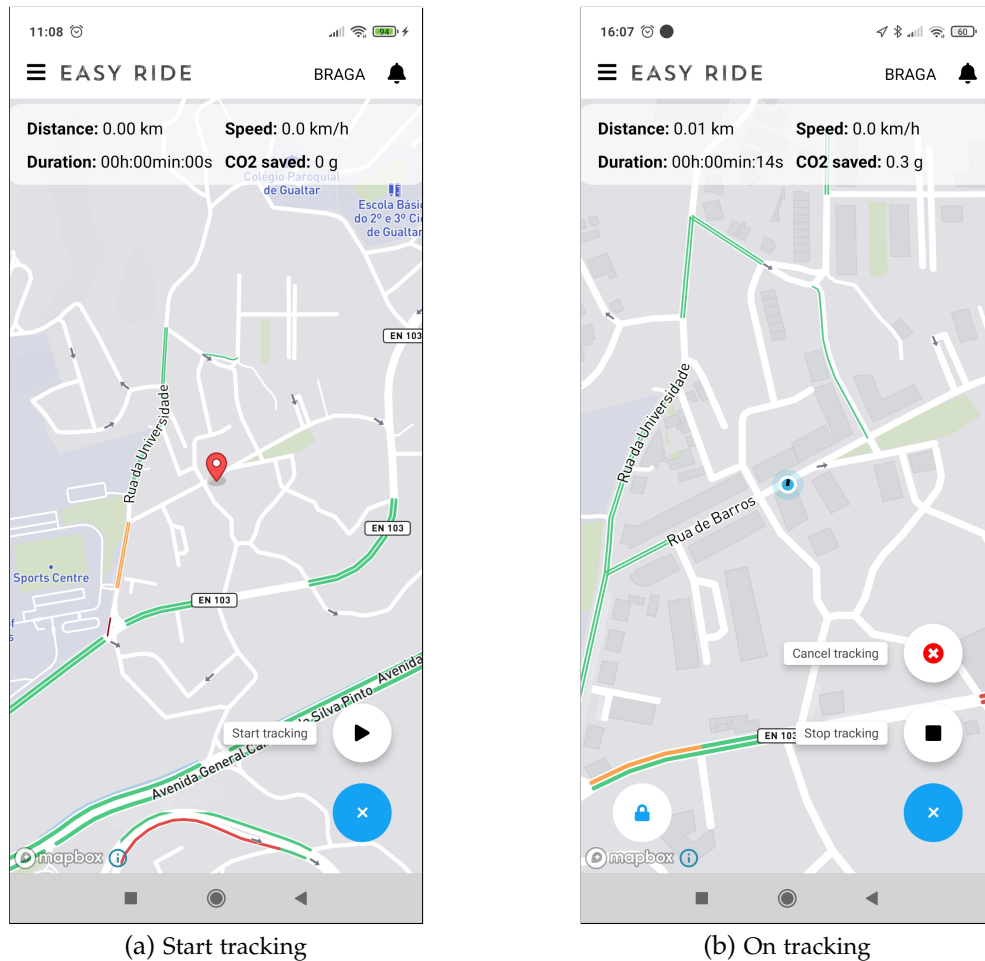 11:08
94
EASY RIDE
BRAGA
Distance: 0.00 km Speed: 0.0 km/h
Duration: 00h:00min:00s CO2 saved: 0 g
Colégio Paroquial
de Gualtar
Escola Bási
do 2º e 3º Ci
de Gualtar
EN 103
Rua da Universidade
EN 103
Sports Centre
EN 103
f
s
Avenida
Silva Pinto
Start tracking
Avenida General Ca
mapbox
(a) Start tracking
16:07
60
EASY RIDE
BRAGA
Distance: 0.01 km Speed: 0.0 km/h
Duration: 00h:00min:14s CO2 saved: 0.3 g
Rua da Universidade
Rua de Barros
Cancel tracking
EN 103
Stop tracking
mapbox
(b) On tracking